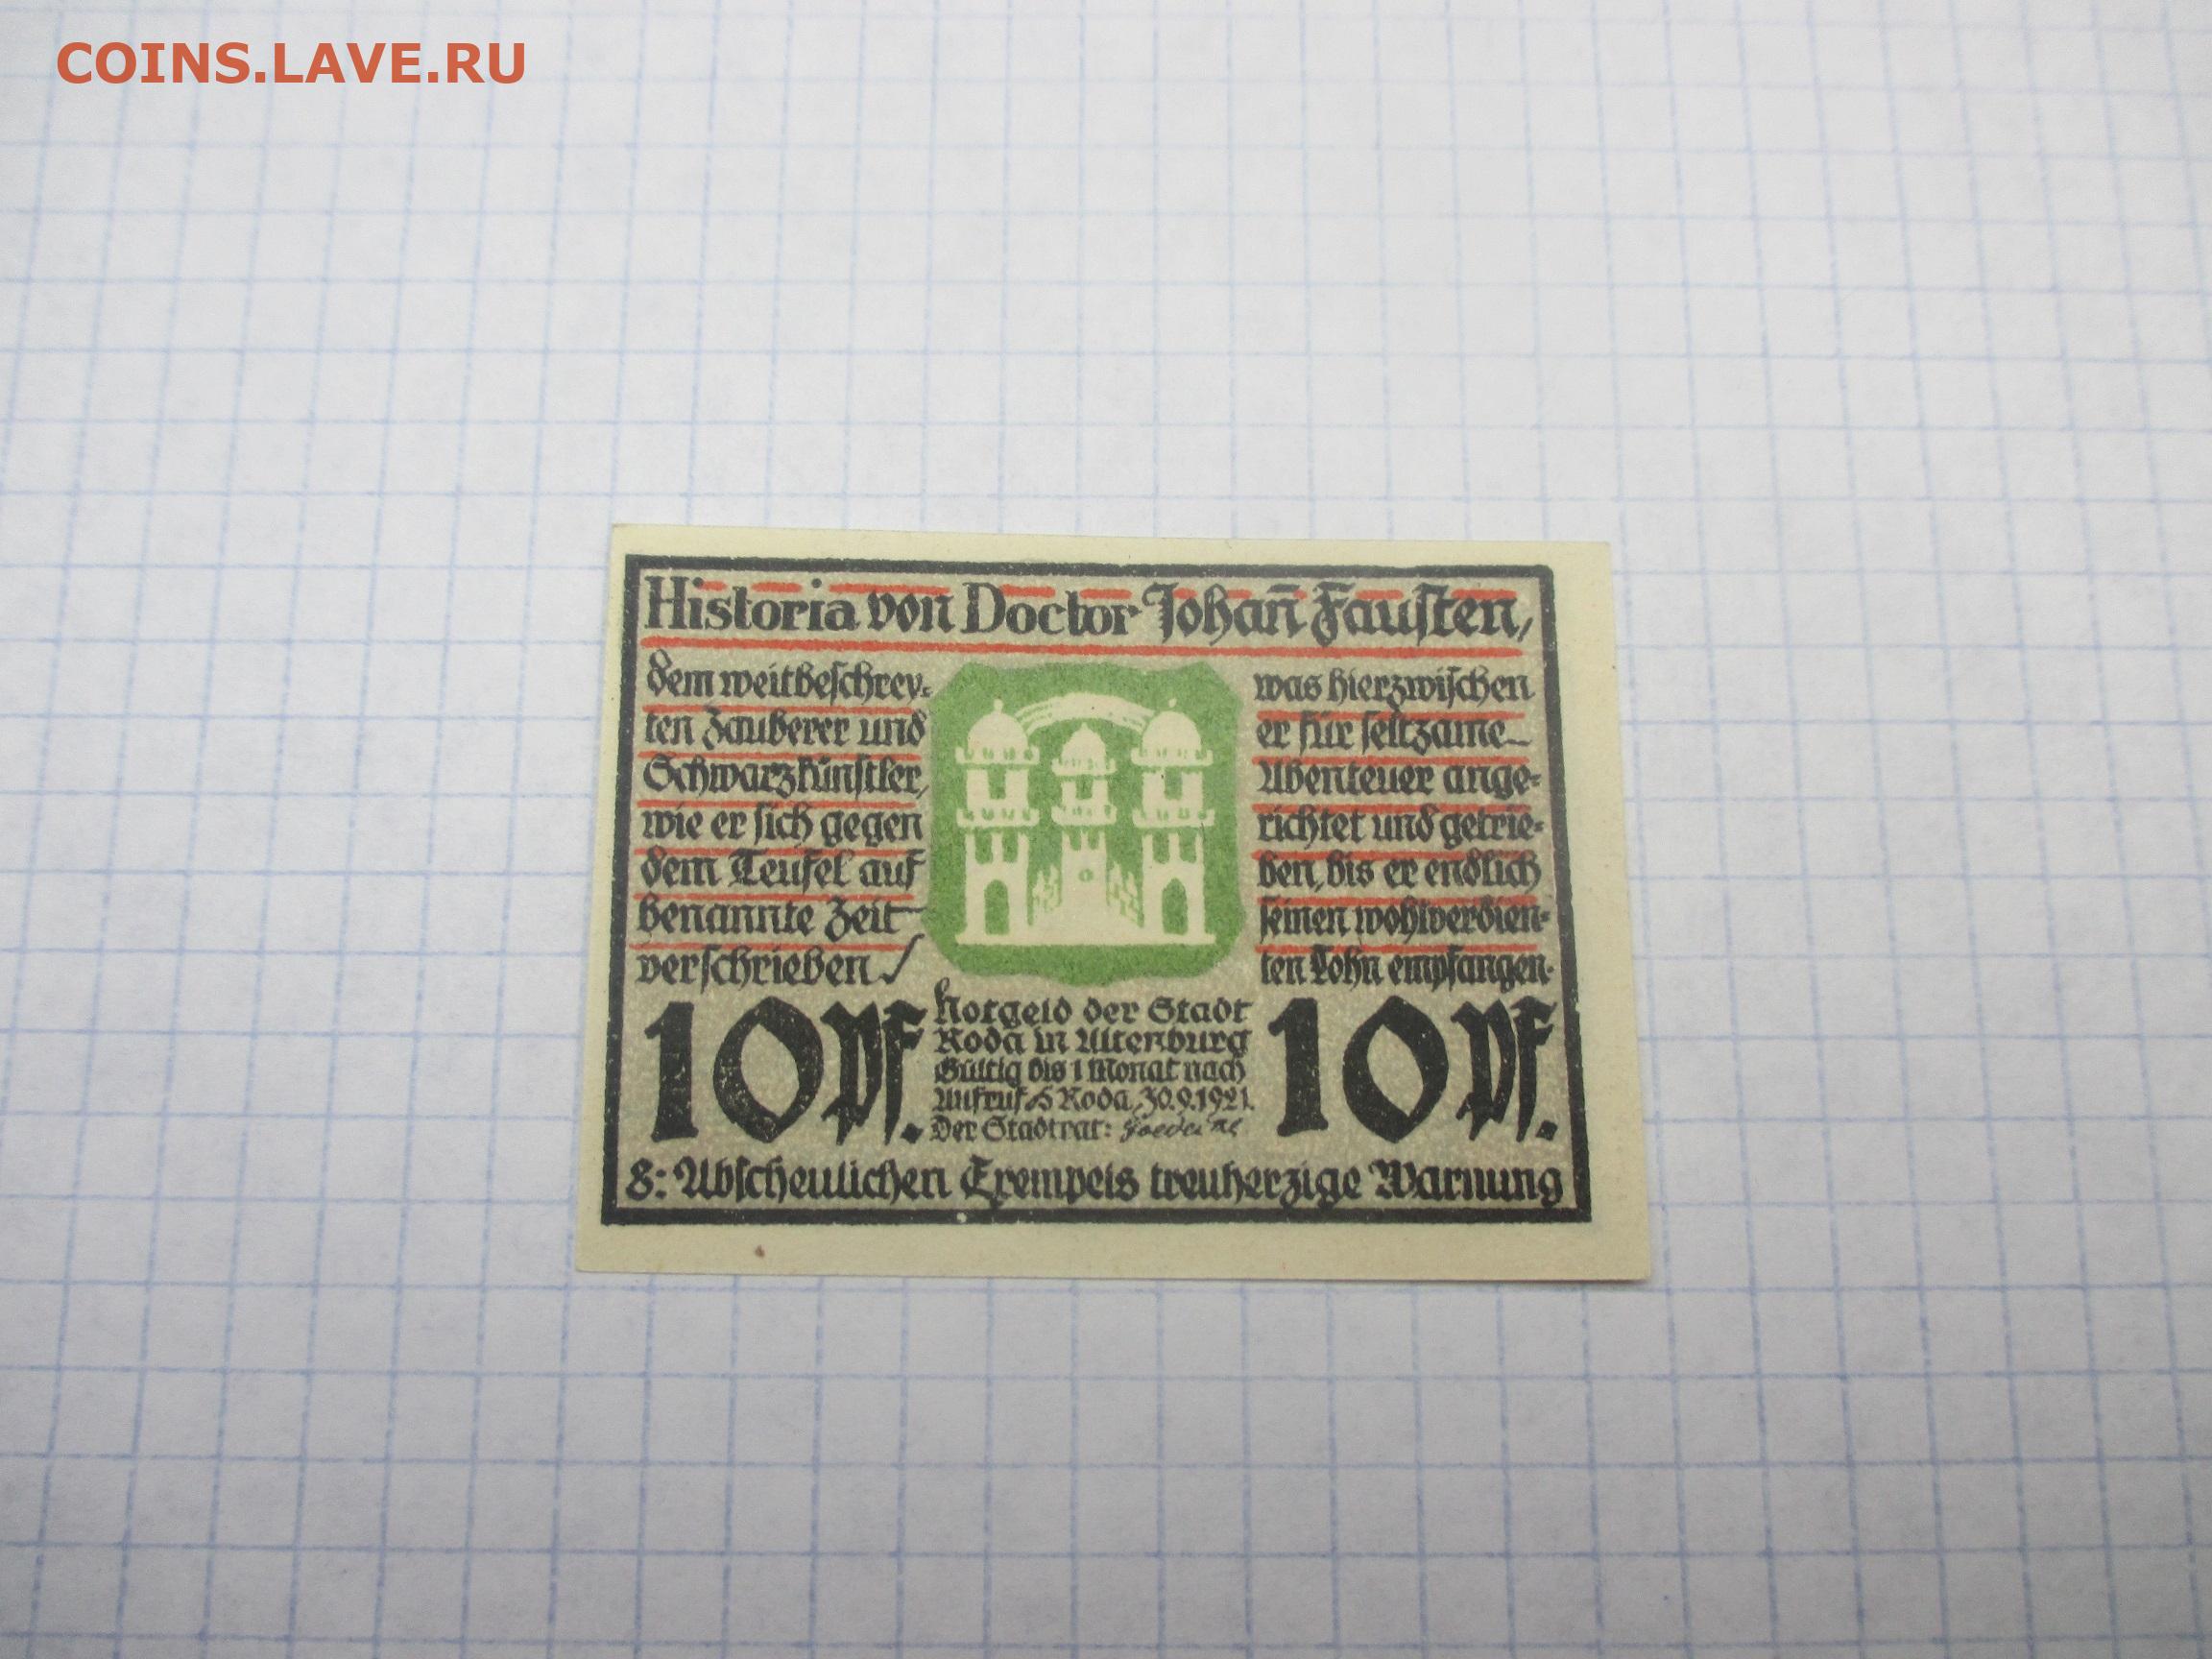 COINS.LAVE.RU
Historia von Doctor Johañ Fausten,
dem weitbeschrey-
ten Zauberer und
Schwarzkünstler,
wie er sich gegen
dem Teufel auf
benannte Zeit
verschrieben
was hierzwischen
er für seltzame
Abenteuer ange-
richtet und getrie-
ben, bis er endlich
seinen wohlverdien-
ten Lohn empfangen.
10 Pf.
Notgeld der Stadt
Roda in Altenburg
Gültig bis 1 Monat nach
Aufruf Roda, 30.9.1921.
Der Stadtrat:
10 Pf.
8: Abscheulichen Exempels treuherzige Warnung